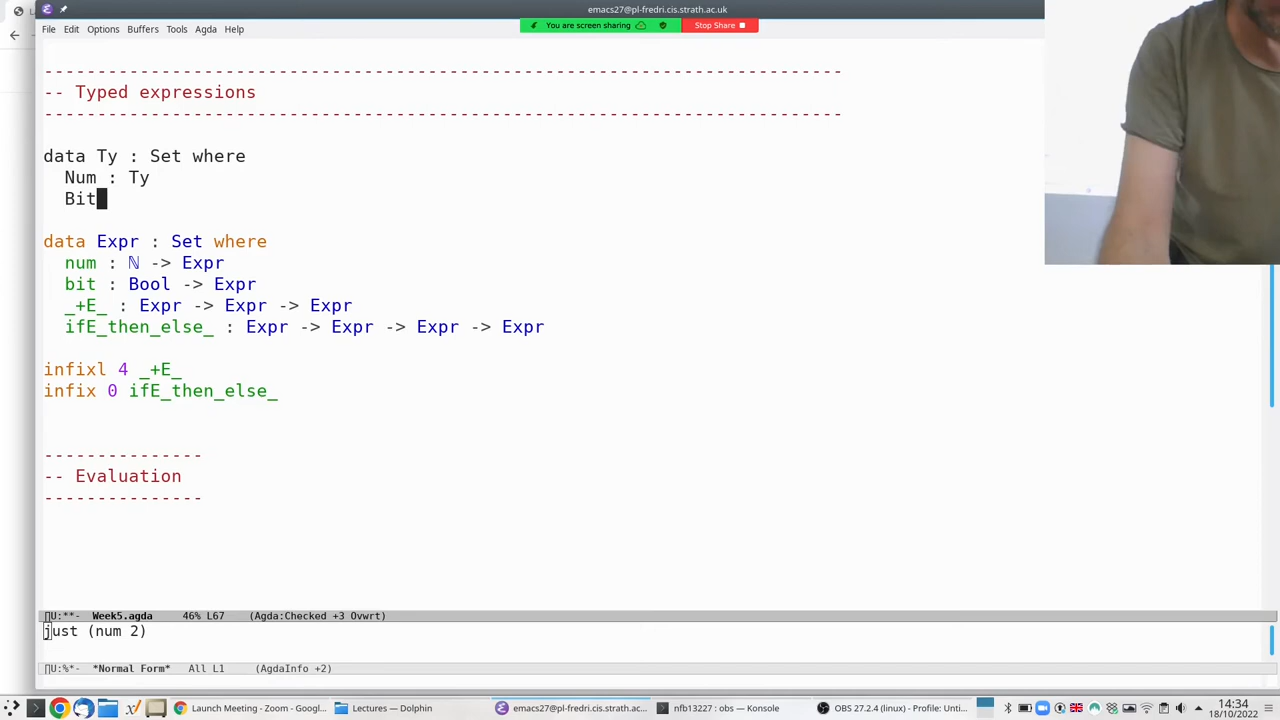 emacs27@pl-fredri.cis.strath.ac.uk
File Edit Options Buffers Tools Agda Help
You are screen sharing Stop Share
---------------------------------------------------------------------------
-- Typed expressions
---------------------------------------------------------------------------
data Ty : Set where
Num : Ty
Bit
data Expr : Set where
num : ℕ -> Expr
bit : Bool -> Expr
_+E_ : Expr -> Expr -> Expr
ifE_then_else_ : Expr -> Expr -> Expr -> Expr
infixl 4 _+E_
infix 0 ifE_then_else_
---------------
-- Evaluation
---------------
U:**- Week5.agda 46% L67 (Agda:Checked +3 Ovwrt)
just (num 2)
U:%*- *Normal Form* All L1 (AgdaInfo +2)
Launch Meeting - Zoom - Googl... Lectures — Dolphin emacs27@pl-fredri.cis.strath.ac.u... nfb13227 : obs — Konsole OBS 27.2.4 (linux) - Profile: Unti... 14:34
18/10/2022